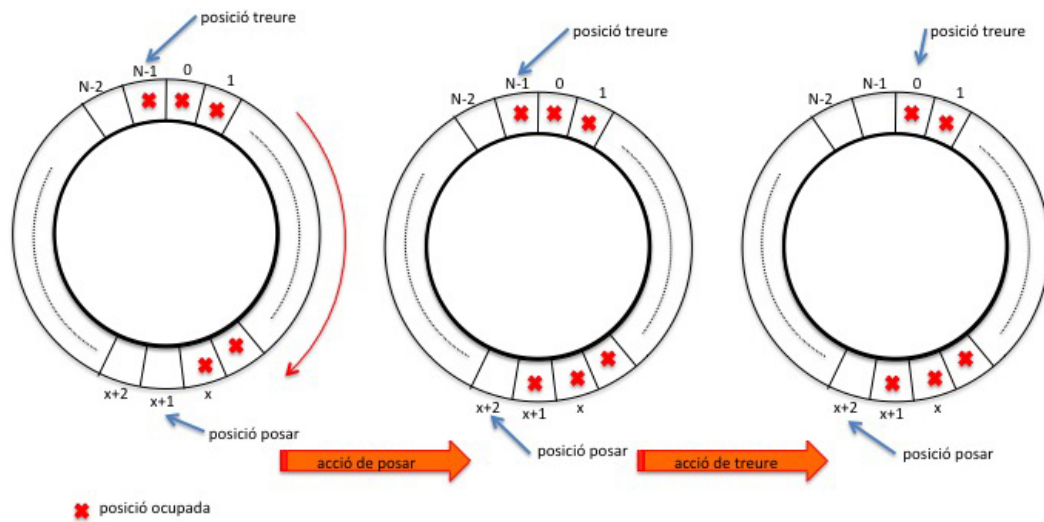 posició treure
N-2
N-1
0
1
x+2
x+1
x
posició posar
acció de posar
posició treure
N-2
N-1
0
1
x+2
x+1
x
posició posar
acció de treure
posició treure
N-2
N-1
0
1
x+2
x+1
x
posició posar
posició ocupada